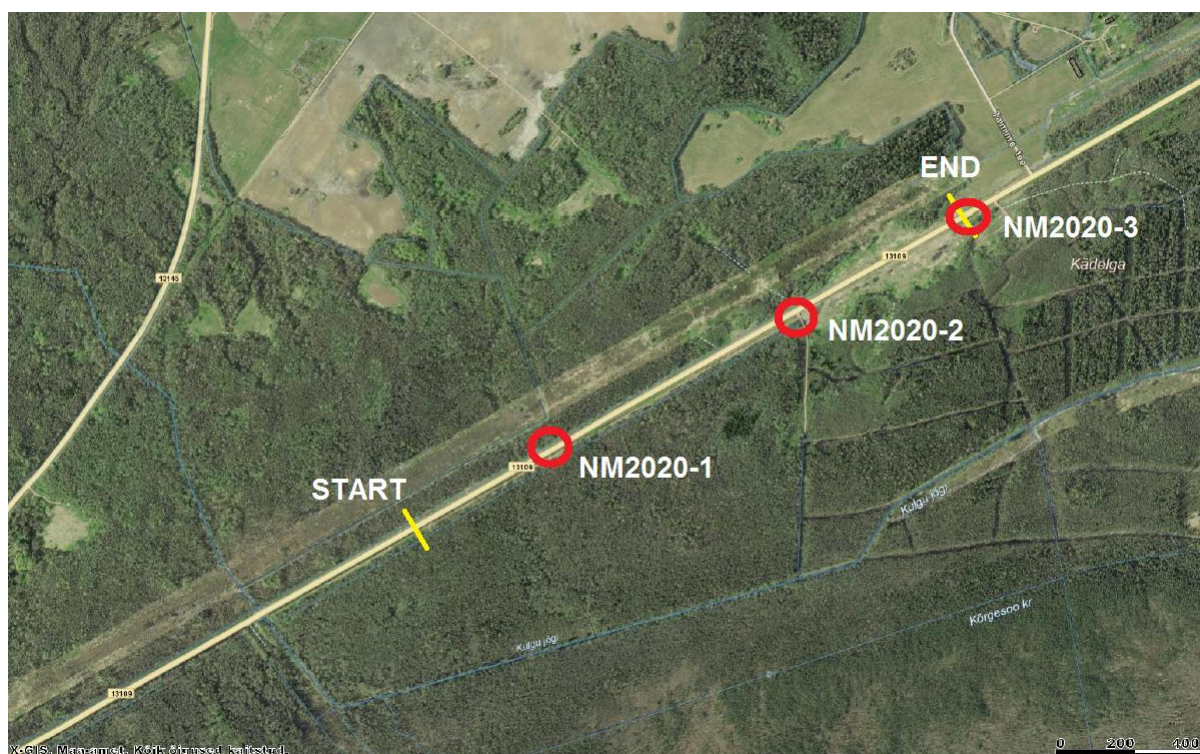 END
NM2020-3
13109
Kädelga
13145
NM2020-2
NM2020-1
13109
START
Kulgu jõgi
Kõrgesoo kr
Kulgu jõgi
13109
X-GIS. Maa-amet. Kõik õigused kaitstud.
0 200 400